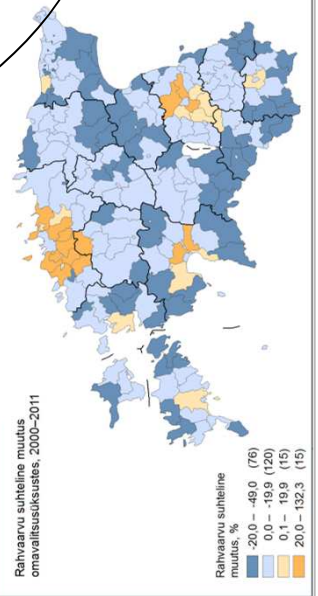 Rahvaarvu suhteline muutus
omavalitsusüksustes, 2000–2011
Rahvaarvu suhteline
muutus, %
-20,0 – -49,9 (76)
0,0 – -19,9 (120)
0,1 – 19,9 (15)
20,0 – 132,3 (15)